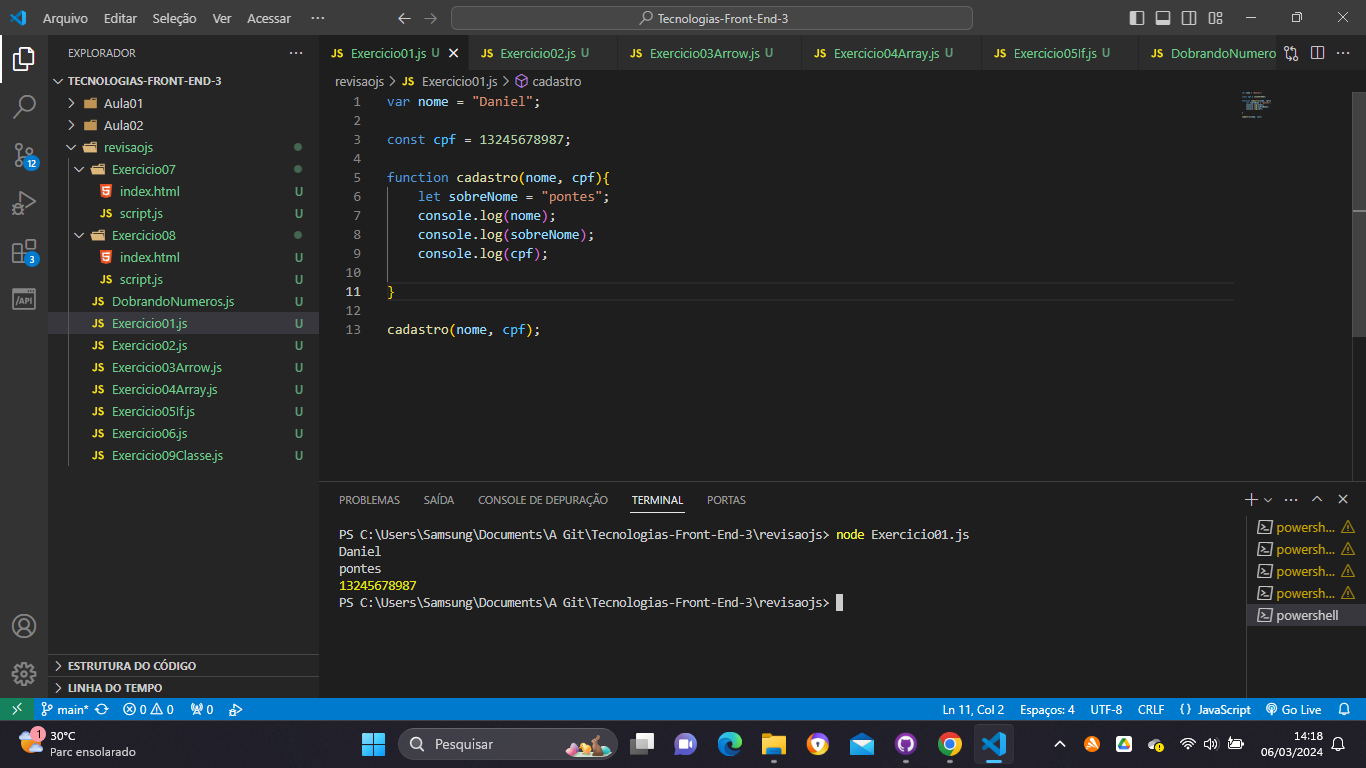 Arquivo Editar Seleção Ver Acessar ···
Tecnologias-Front-End-3
EXPLORADOR ···
TECNOLOGIAS-FRONT-END-3
Aula01
Aula02
revisaojs
Exercicio07
index.html U
script.js U
Exercicio08
index.html U
script.js U
JS DobrandoNumeros.js U
JS Exercicio01.js U
JS Exercicio02.js U
JS Exercicio03Arrow.js U
JS Exercicio04Array.js U
JS Exercicio05If.js U
JS Exercicio06.js U
JS Exercicio09Classe.js U
ESTRUTURA DO CÓDIGO
LINHA DO TEMPO
12
3
API
JS Exercicio01.js U JS Exercicio02.js U JS Exercicio03Arrow.js U JS Exercicio04Array.js U JS Exercicio05If.js U JS DobrandoNumero ···
revisaojs > JS Exercicio01.js > cadastro
1 var nome = "Daniel";
2
3 const cpf = 13245678987;
4
5 function cadastro(nome, cpf){
6 let sobreNome = "pontes";
7 console.log(nome);
8 console.log(sobreNome);
9 console.log(cpf);
10
11 }
12
13 cadastro(nome, cpf);
PROBLEMAS SAÍDA CONSOLE DE DEPURAÇÃO TERMINAL PORTAS ···
PS C:\Users\Samsung\Documents\A Git\Tecnologias-Front-End-3\revisaojs> node Exercicio01.js
Daniel
pontes
13245678987
PS C:\Users\Samsung\Documents\A Git\Tecnologias-Front-End-3\revisaojs>
powersh...
powersh...
powersh...
powersh...
powershell
main* 0 0 0 Ln 11, Col 2 Espaços: 4 UTF-8 CRLF {} JavaScript Go Live
1
30°C
Parc ensolarado
Pesquisar
14:18
06/03/2024